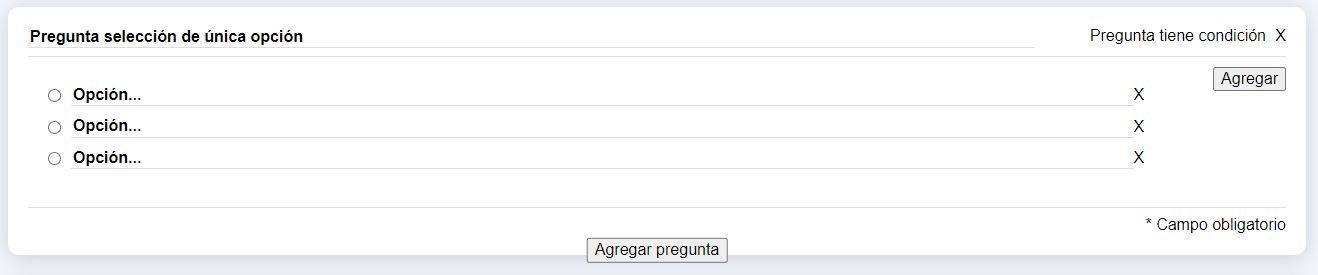 Pregunta selección de única opción
Pregunta tiene condición X
Agregar
Opción... X
Opción... X
Opción... X
* Campo obligatorio
Agregar pregunta